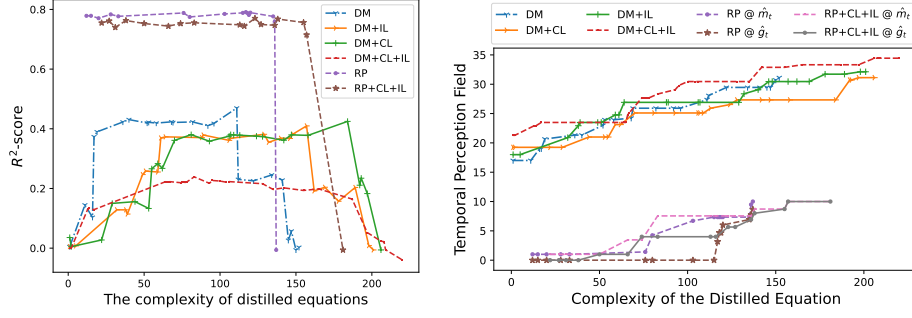 R²-score
0.8
0.6
0.4
0.2
0.0
DM
DM+IL
DM+CL
DM+CL+IL
RP
RP+CL+IL
0 50 100 150 200
The complexity of distilled equations
DM
DM+CL
DM+IL
DM+CL+IL
RP @ m̂ₜ
RP @ ĝₜ
RP+CL+IL @ m̂ₜ
RP+CL+IL @ ĝₜ
Temporal Perception Field
35
30
25
20
15
10
5
0
0 50 100 150 200
Complexity of the Distilled Equation